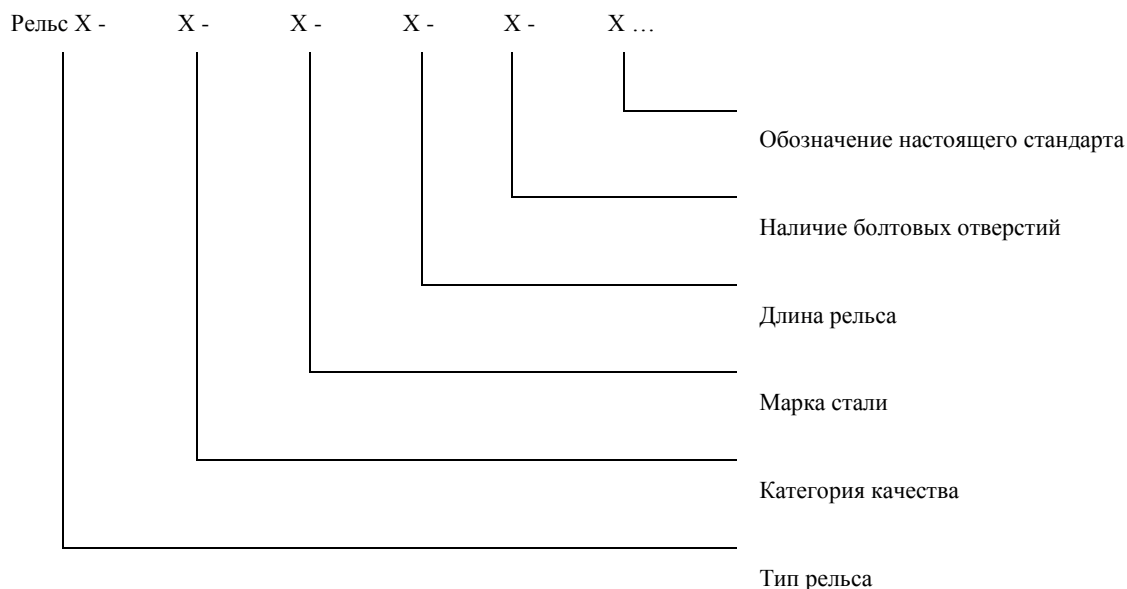 Рельс Х - Х - Х - Х - Х - Х …
Обозначение настоящего стандарта
Наличие болтовых отверстий
Длина рельса
Марка стали
Категория качества
Тип рельса